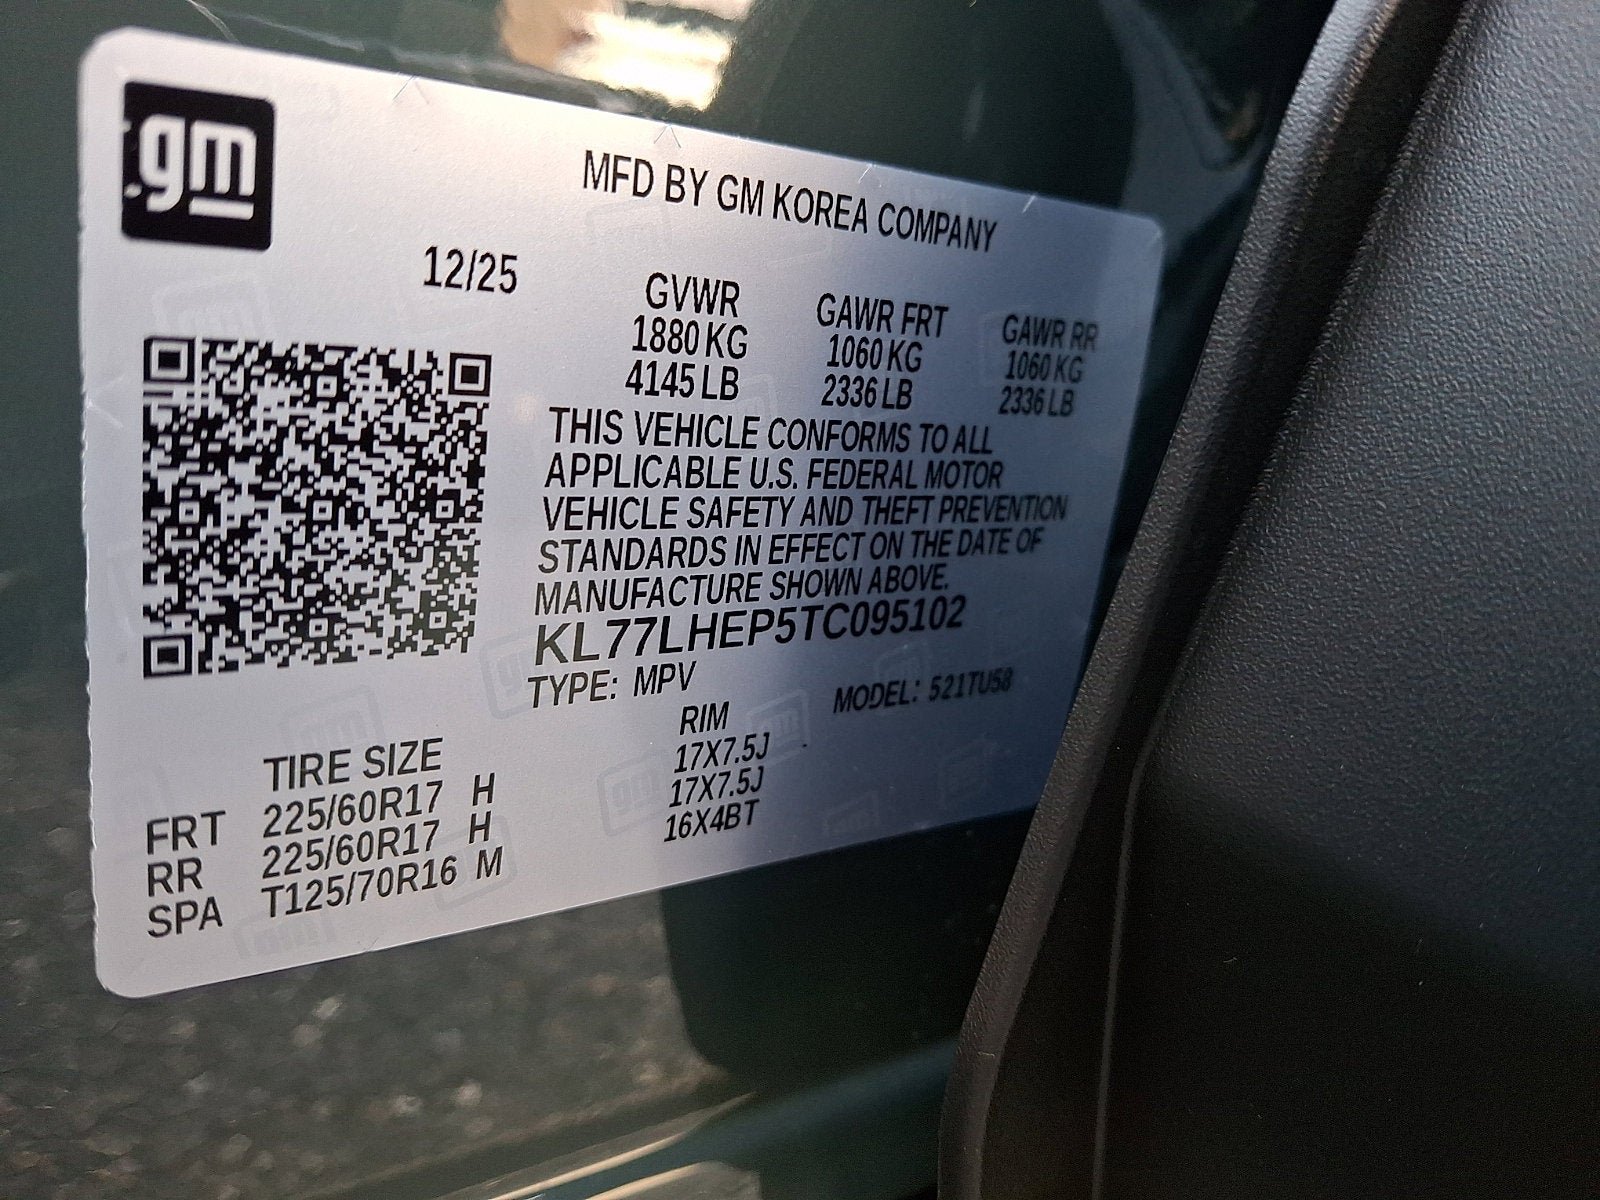 gm
MFD BY GM KOREA COMPANY
12/25
GVWR GAWR FRT GAWR RR
1880 KG 1060 KG 1060 KG
4145 LB 2336 LB 2336 LB
THIS VEHICLE CONFORMS TO ALL
APPLICABLE U.S. FEDERAL MOTOR
VEHICLE SAFETY AND THEFT PREVENTION
STANDARDS IN EFFECT ON THE DATE OF
MANUFACTURE SHOWN ABOVE.
KL77LHEP5TC095102
TYPE: MPV MODEL: 521TU58
TIRE SIZE RIM
FRT 225/60R17 H 17X7.5J
RR 225/60R17 H 17X7.5J
SPA T125/70R16 M 16X4BT